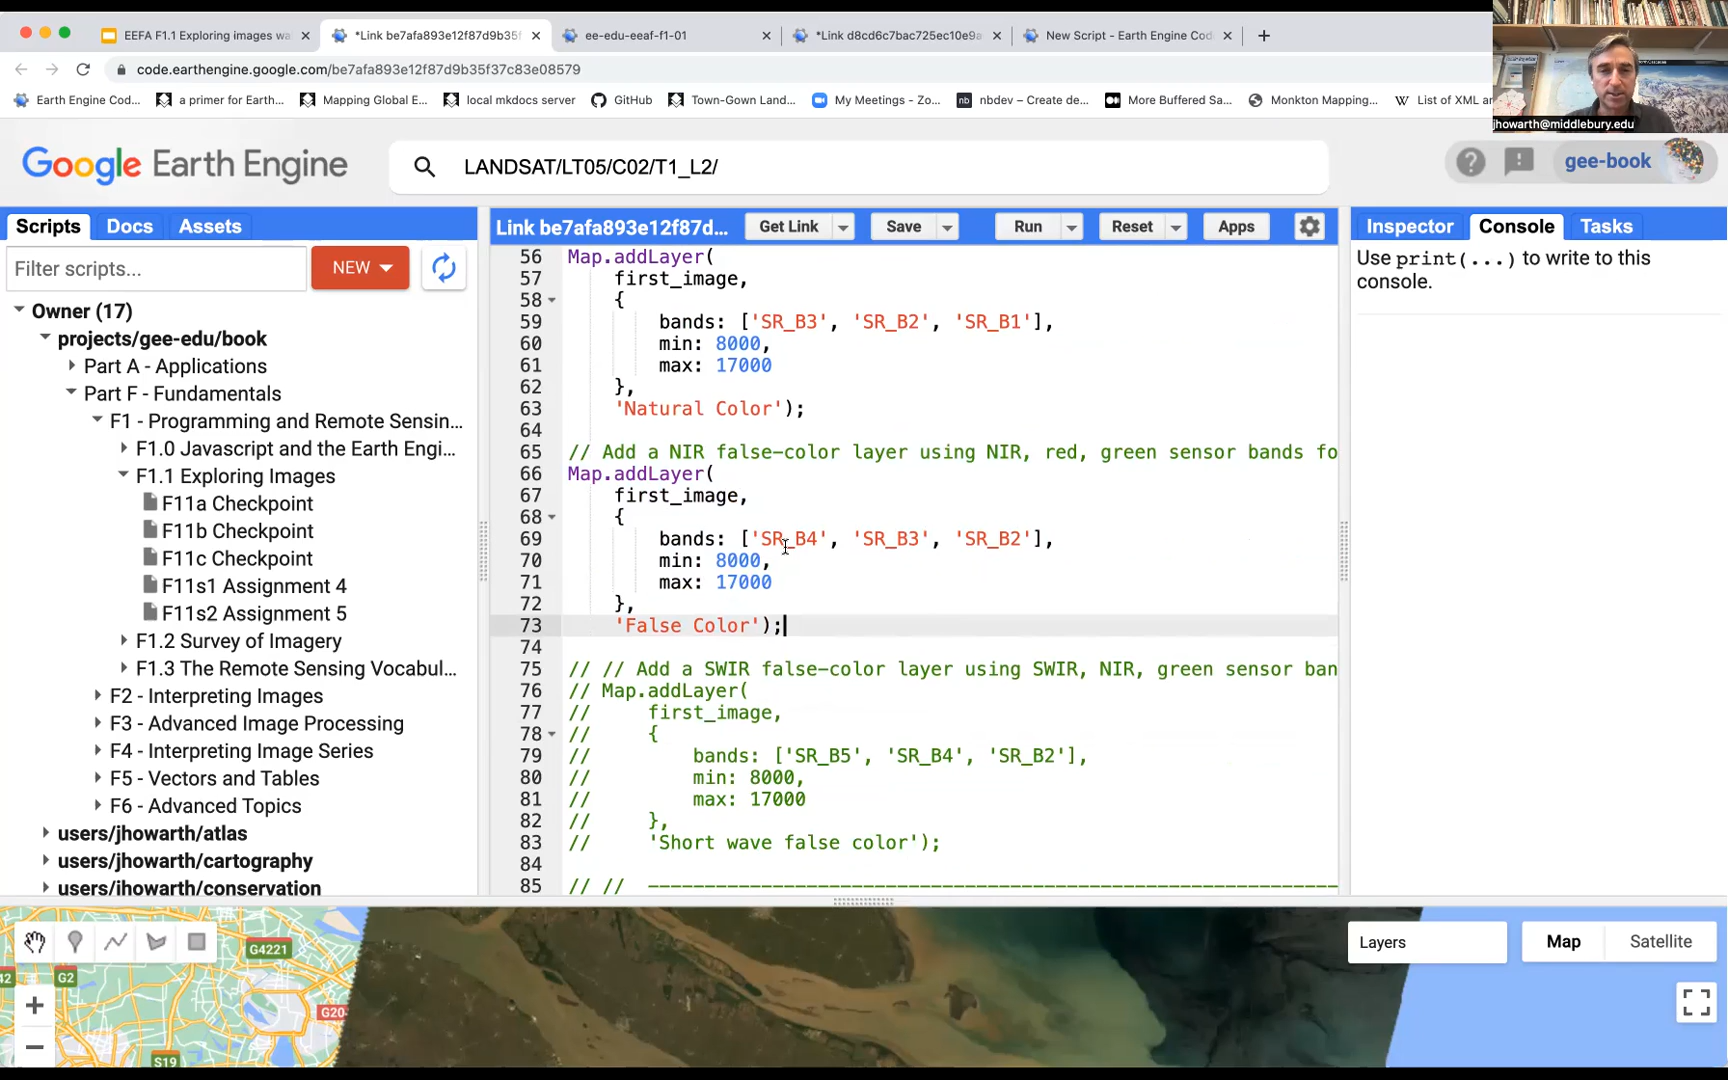 EEFA F1.1 Exploring images wa
*Link be7afa893e12f87d9b35f
ee-edu-eeaf-f1-01
*Link d8cd6c7bac725ec10e9a
New Script - Earth Engine Cod
code.earthengine.google.com/be7afa893e12f87d9b35f37c83e08579
jhowarth@middlebury.edu
Earth Engine Cod...
a primer for Earth...
Mapping Global E...
local mkdocs server
GitHub
Town-Gown Land...
My Meetings - Zo...
nbdev – Create de...
More Buffered Sa...
Monkton Mapping...
List of XML an
Google Earth Engine
LANDSAT/LT05/C02/T1_L2/
gee-book
Scripts
Docs
Assets
Filter scripts...
NEW
Owner (17)
projects/gee-edu/book
Part A - Applications
Part F - Fundamentals
F1 - Programming and Remote Sensing...
F1.0 Javascript and the Earth Engi...
F1.1 Exploring Images
F11a Checkpoint
F11b Checkpoint
F11c Checkpoint
F11s1 Assignment 4
F11s2 Assignment 5
F1.2 Survey of Imagery
F1.3 The Remote Sensing Vocabul...
F2 - Interpreting Images
F3 - Advanced Image Processing
F4 - Interpreting Image Series
F5 - Vectors and Tables
F6 - Advanced Topics
users/jhowarth/atlas
users/jhowarth/cartography
users/jhowarth/conservation
Link be7afa893e12f87d...
Get Link
Save
Run
Reset
Apps
56 Map.addLayer(
57 first_image,
58 {
59 bands: ['SR_B3', 'SR_B2', 'SR_B1'],
60 min: 8000,
61 max: 17000
62 },
63 'Natural Color');
64
65 // Add a NIR false-color layer using NIR, red, green sensor bands fo
66 Map.addLayer(
67 first_image,
68 {
69 bands: ['SR_B4', 'SR_B3', 'SR_B2'],
70 min: 8000,
71 max: 17000
72 },
73 'False Color');
74
75 // // Add a SWIR false-color layer using SWIR, NIR, green sensor ban
76 // Map.addLayer(
77 // first_image,
78 // {
79 // bands: ['SR_B5', 'SR_B4', 'SR_B2'],
80 // min: 8000,
81 // max: 17000
82 // },
83 // 'Short wave false color');
84
85 // // -------------------------------------------------------------
Inspector
Console
Tasks
Use print(...) to write to this
console.
G4221
G2
42
G20
S19
Layers
Map
Satellite